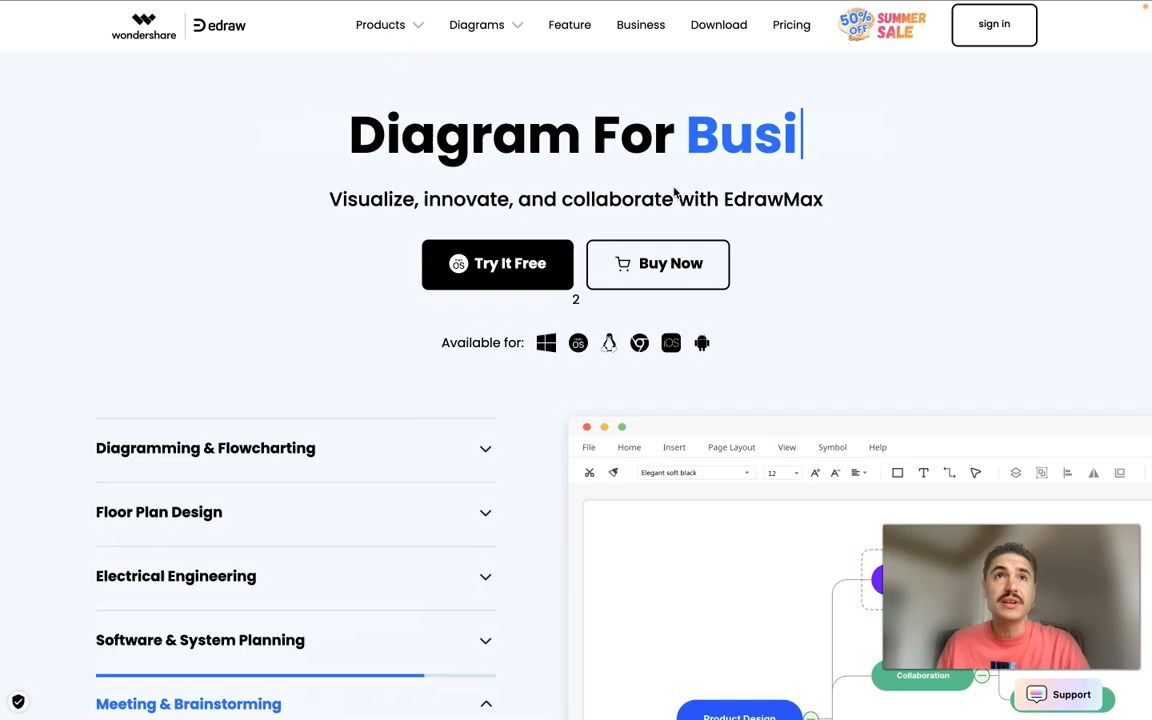 wondershare
edraw
Products
Diagrams
Feature
Business
Download
Pricing
50% OFF
SUMMER SALE
sign in
Diagram For Busi
Visualize, innovate, and collaborate with EdrawMax
Try It Free
Buy Now
2
Available for:
Diagramming & Flowcharting
Floor Plan Design
Electrical Engineering
Software & System Planning
Meeting & Brainstorming
File Home Insert Page Layout View Symbol Help
Elegant soft black 12
Collaboration
Product Design
Support